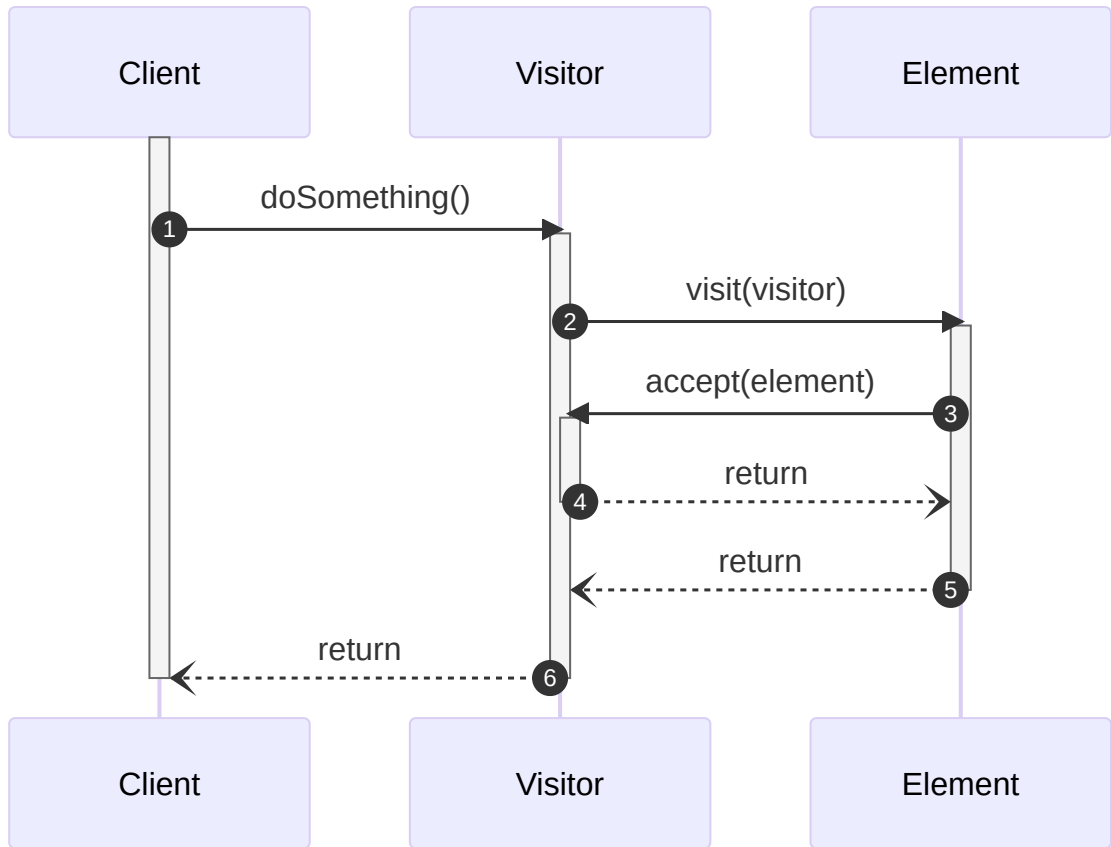 Client
Visitor
Element
doSomething()
1
visit(visitor)
2
accept(element)
3
return
4
return
5
return
6
Client
Visitor
Element